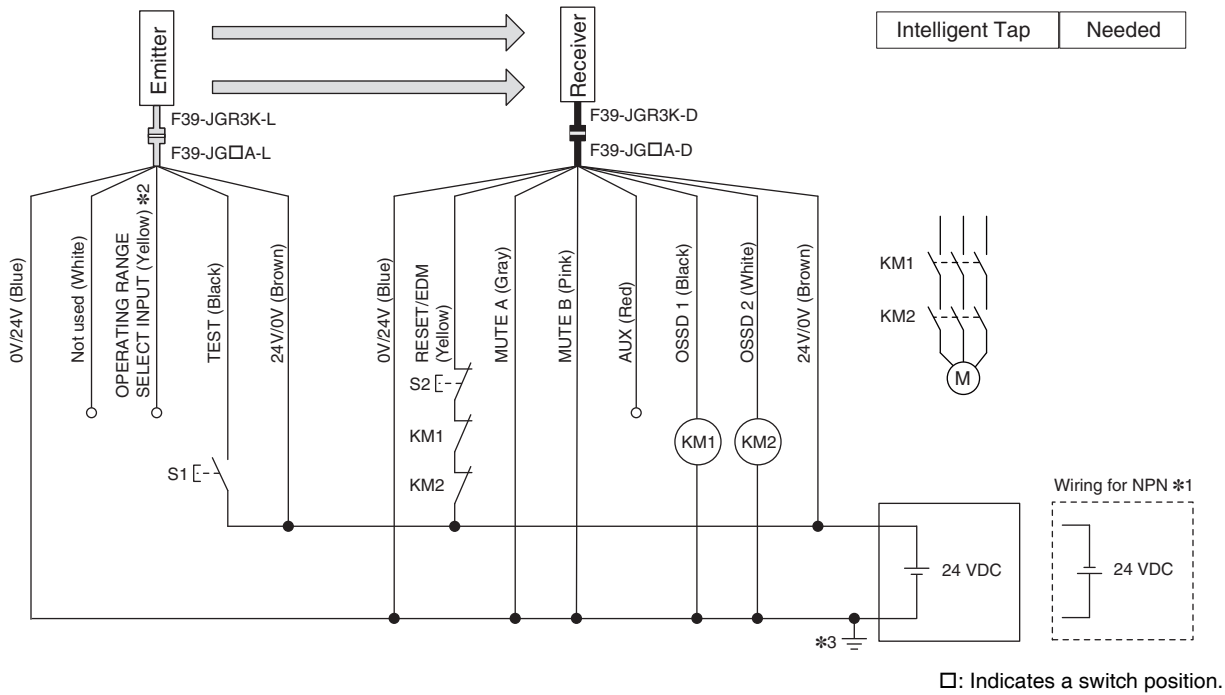 Emitter
Receiver
Intelligent Tap
Needed
F39-JGR3K-L
F39-JG□A-L
F39-JGR3K-D
F39-JG□A-D
0V/24V (Blue)
Not used (White)
OPERATING RANGE
SELECT INPUT (Yellow) *2
TEST (Black)
24V/0V (Brown)
0V/24V (Blue)
RESET/EDM
(Yellow)
MUTE A (Gray)
MUTE B (Pink)
AUX (Red)
OSSD 1 (Black)
OSSD 2 (White)
24V/0V (Brown)
KM1
KM2
M
S2
KM1
KM2
KM1
KM2
S1
Wiring for NPN *1
24 VDC
24 VDC
*3
□: Indicates a switch position.